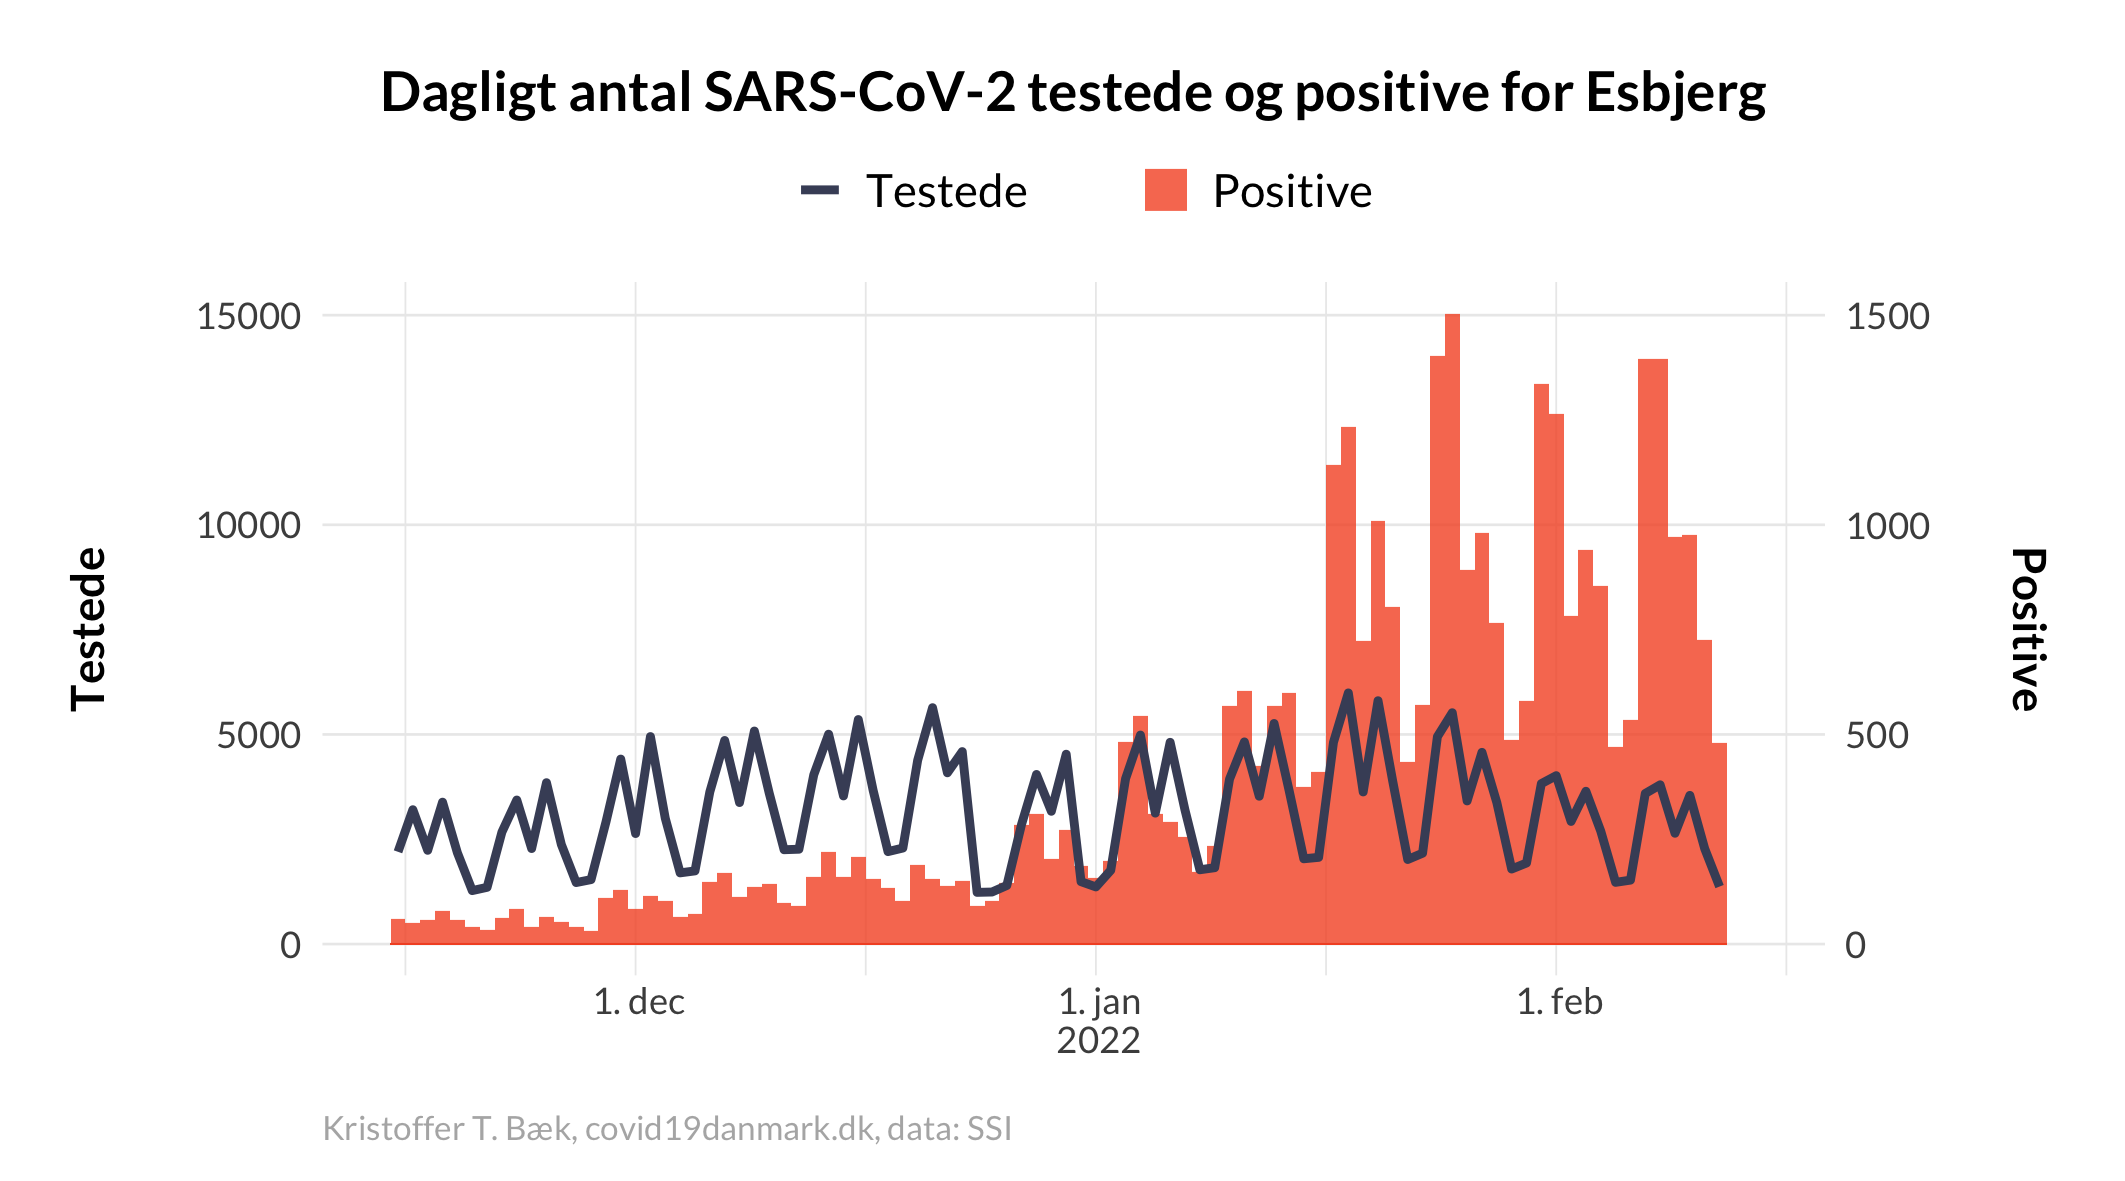 Dagligt antal SARS-CoV-2 testede og positive for Esbjerg
Testede
Positive
15000
10000
5000
0
Testede
1500
1000
500
0
Positive
1. dec
1. jan
2022
1. feb
Kristoffer T. Bæk, covid19danmark.dk, data: SSI